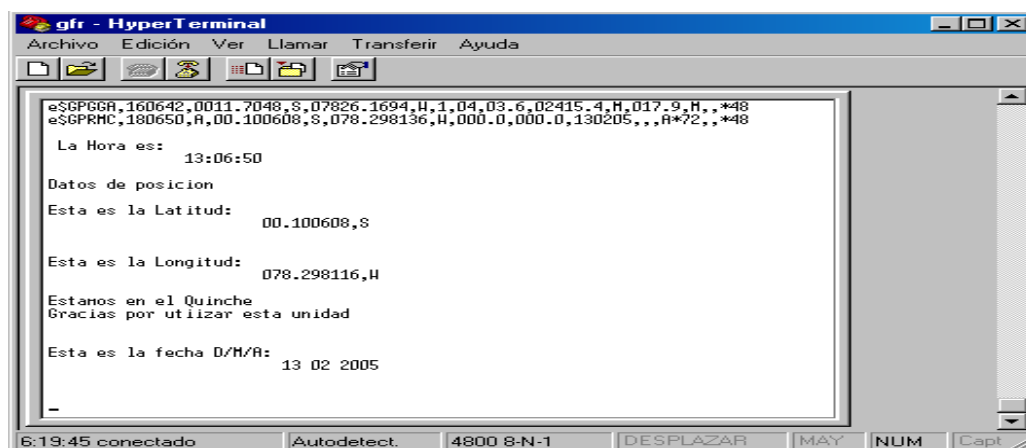 gfr - HyperTerminal
Archivo Edición Ver Llamar Transferir Ayuda
e$GPGGA,160642,0011.7048,S,07826.1694,W,1,04,03.6,02415.4,M,017.9,M,,*48
e$GPRMC,180650,A,00.100608,S,078.298136,W,000.0,000.0,130205,,,A*72,,*48
La Hora es:
13:06:50
Datos de posicion
Esta es la Latitud:
00.100608,S
Esta es la Longitud:
078.298116,W
Estamos en el Quinche
Gracias por utiizar esta unidad
Esta es la fecha D/M/A:
13 02 2005
6:19:45 conectado Autodetect. 4800 8-N-1 DESPLAZAR MAY NUM Capt